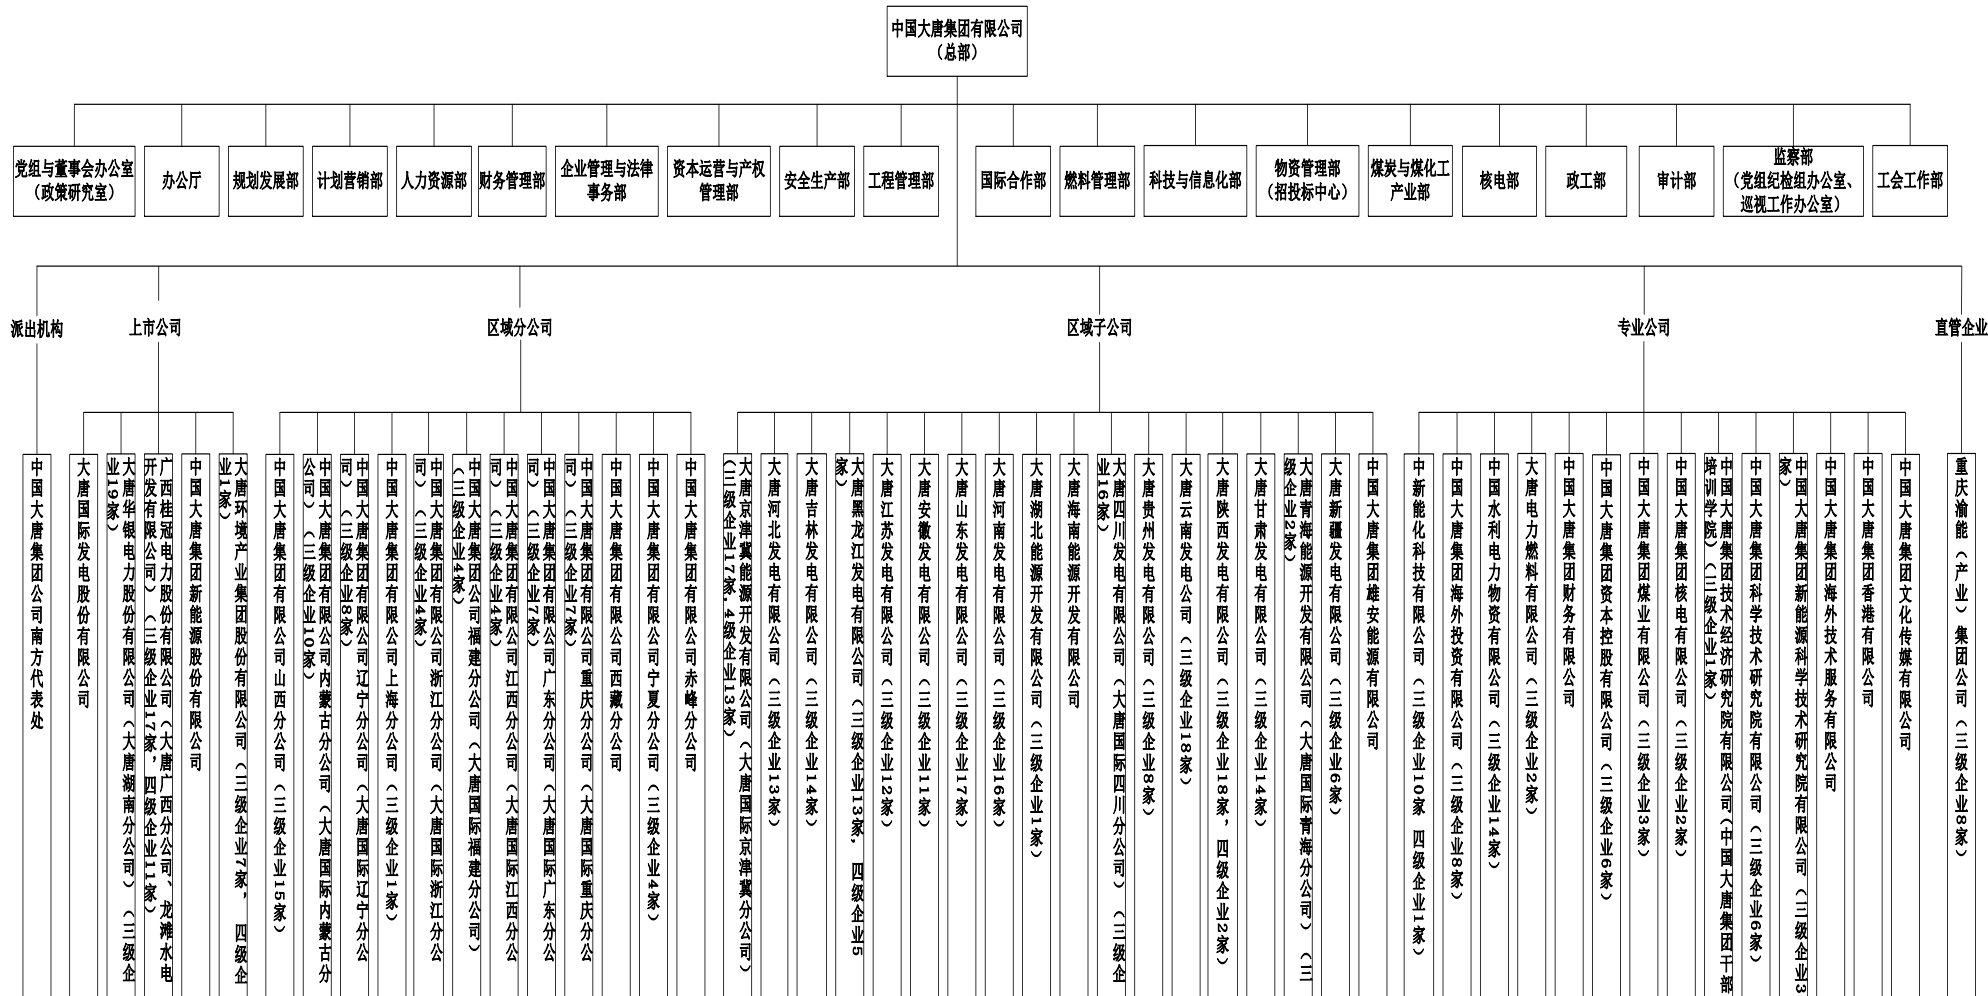 中国大唐集团有限公司
（总部）
党组与董事会办公室
（政策研究室）
办公厅
规划发展部
计划营销部
人力资源部
财务管理部
企业管理与法律
事务部
资本运营与产权
管理部
安全生产部
工程管理部
国际合作部
燃料管理部
科技与信息化部
物资管理部
（招投标中心）
煤炭与煤化工
产业部
核电部
政工部
审计部
监察部
（党组纪检组办公室、
巡视工作办公室）
工会工作部
派出机构
上市公司
区域分公司
区域子公司
专业公司
直管企业
中国大唐集团公司南方代表处
大唐国际发电股份有限公司
大唐华银电力股份有限公司（大唐湖南分公司）（三级企
业19家）
广西桂冠电力股份有限公司（大唐广西分公司、龙滩水电
开发有限公司）（三级企业17家，四级企业11家）
中国大唐集团新能源股份有限公司
大唐环境产业集团股份有限公司（三级企业7家，四级企
业1家）
中国大唐集团有限公司山西分公司（三级企业15家）
中国大唐集团有限公司内蒙古分公司（大唐国际内蒙古分
公司）（三级企业10家）
中国大唐集团有限公司辽宁分公司（大唐国际辽宁分公
司）（三级企业8家）
中国大唐集团有限公司上海分公司（三级企业1家）
中国大唐集团有限公司浙江分公司（大唐国际浙江分公
司）（三级企业4家）
中国大唐集团公司福建分公司（大唐国际福建分公司）
（三级企业4家）
中国大唐集团有限公司江西分公司（大唐国际江西分公
司）（三级企业4家）
中国大唐集团有限公司广东分公司（大唐国际广东分公
司）（三级企业7家）
中国大唐集团有限公司重庆分公司（大唐国际重庆分公
司）（三级企业7家）
中国大唐集团有限公司西藏分公司
中国大唐集团有限公司宁夏分公司（三级企业4家）
中国大唐集团有限公司赤峰分公司
大唐京津冀能源开发有限公司（大唐国际京津冀分公司）
（三级企业17家，4级企业13家）
大唐河北发电有限公司（三级企业13家）
大唐吉林发电有限公司（三级企业14家）
大唐黑龙江发电有限公司（三级企业13家，四级企业5
家）
大唐江苏发电有限公司（三级企业12家）
大唐安徽发电有限公司（三级企业11家）
大唐山东发电有限公司（三级企业17家）
大唐河南发电有限公司（三级企业16家）
大唐湖北能源开发有限公司（三级企业1家）
大唐海南能源开发有限公司
大唐四川发电有限公司（大唐国际四川分公司）（三级企
业16家）
大唐贵州发电有限公司（三级企业8家）
大唐云南发电公司（三级企业18家）
大唐陕西发电有限公司（三级企业18家，四级企业2家）
大唐甘肃发电有限公司（三级企业14家）
大唐青海能源开发有限公司（大唐国际青海分公司）（三
级企业2家）
大唐新疆发电有限公司（三级企业6家）
中国大唐集团雄安能源有限公司
中新能化科技有限公司（三级企业10家 四级企业1家）
中国大唐集团海外投资有限公司（三级企业8家）
中国水利电力物资有限公司（三级企业14家）
大唐电力燃料有限公司（三级企业2家）
中国大唐集团财务有限公司
中国大唐集团资本控股有限公司（三级企业6家）
中国大唐集团煤业有限公司（三级企业3家）
中国大唐集团核电有限公司（三级企业2家）
中国大唐集团技术经济研究院有限公司（中国大唐集团干部
培训学院）（三级企业1家）
中国大唐集团科学技术研究院有限公司（三级企业6家）
中国大唐集团新能源科学技术研究院有限公司（三级企业3
家）
中国大唐集团海外技术服务有限公司
中国大唐集团香港有限公司
中国大唐集团文化传媒有限公司
重庆渝能（产业）集团公司（三级企业8家）